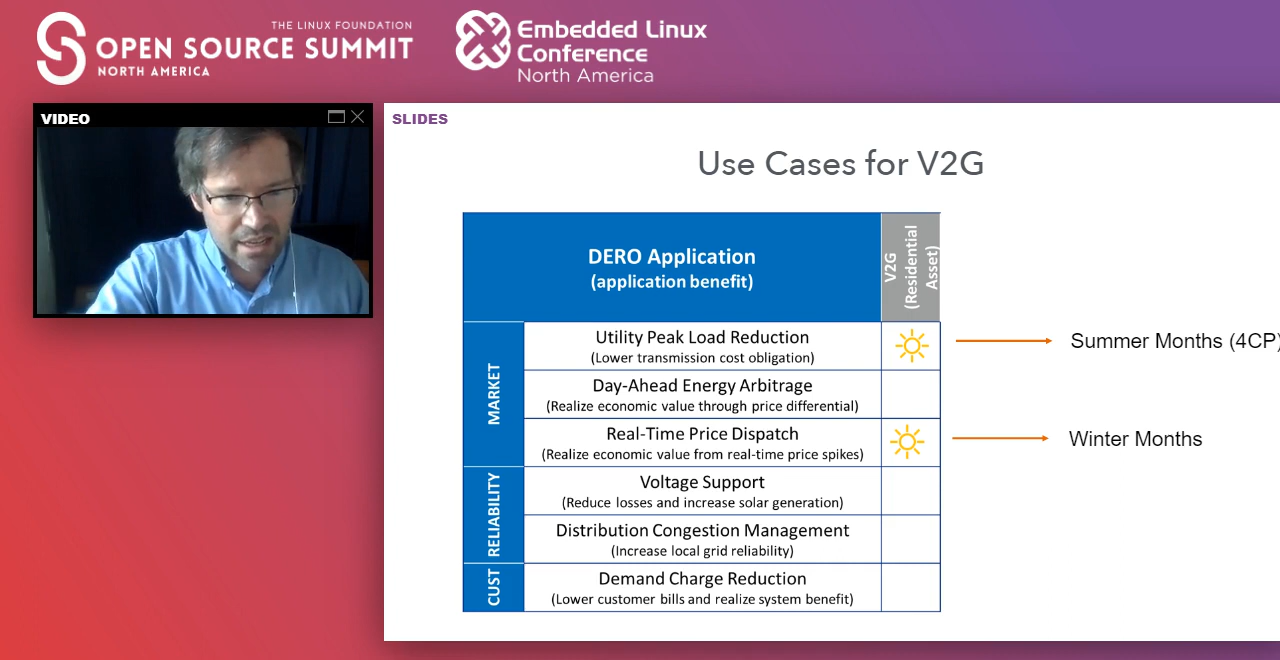 THE LINUX FOUNDATION
OPEN SOURCE SUMMIT
NORTH AMERICA
Embedded Linux
Conference
North America
VIDEO
SLIDES
Use Cases for V2G
DERO Application
(application benefit)
V2G
(Residential
Asset)
MARKET
Utility Peak Load Reduction
(Lower transmission cost obligation)
Summer Months (4CP)
Day-Ahead Energy Arbitrage
(Realize economic value through price differential)
Real-Time Price Dispatch
(Realize economic value from real-time price spikes)
Winter Months
RELIABILITY
Voltage Support
(Reduce losses and increase solar generation)
Distribution Congestion Management
(Increase local grid reliability)
CUST
Demand Charge Reduction
(Lower customer bills and realize system benefit)